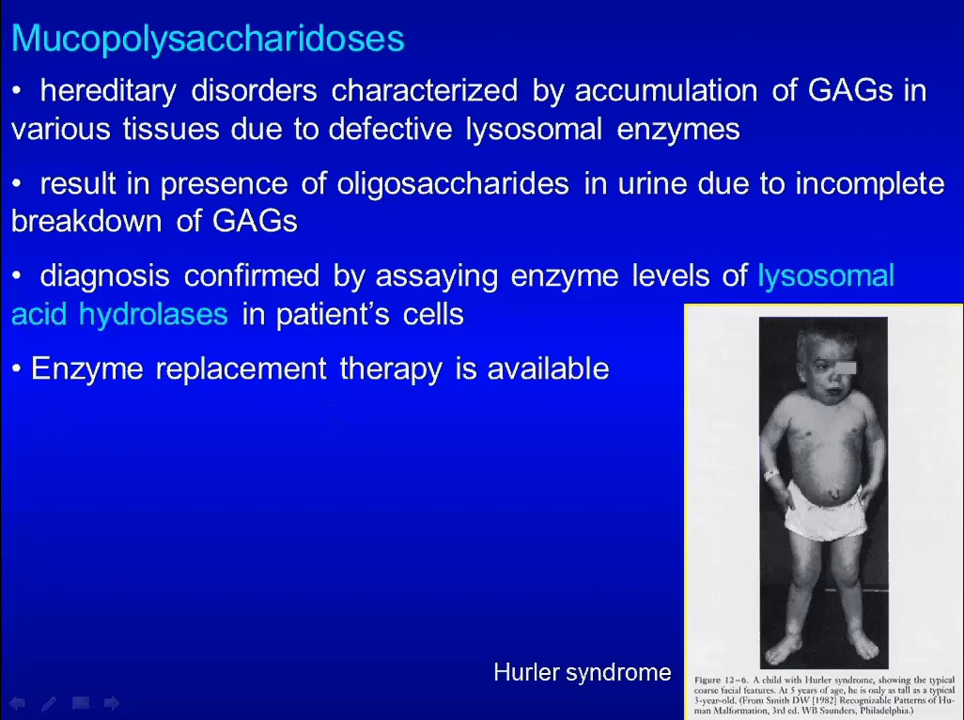 Mucopolysaccharidoses
• hereditary disorders characterized by accumulation of GAGs in
various tissues due to defective lysosomal enzymes
• result in presence of oligosaccharides in urine due to incomplete
breakdown of GAGs
• diagnosis confirmed by assaying enzyme levels of lysosomal
acid hydrolases in patient's cells
• Enzyme replacement therapy is available
Hurler syndrome
Figure 12–6. A child with Hurler syndrome, showing the typical
coarse facial features. At 5 years of age, he is only as tall as a typical
3-year-old. (From Smith DW [1982] Recognizable Patterns of Hu-
man Malformation, 3rd ed. WB Saunders, Philadelphia.)